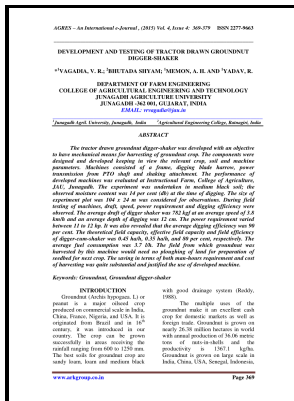 AGRES – An International e-Journal , (2015) Vol. 4, Issue 4: 369-379 ISSN 2277-9663
DEVELOPMENT AND TESTING OF TRACTOR DRAWN GROUNDNUT
DIGGER-SHAKER
*¹VAGADIA, V. R.; ²BHUTADA SHYAM; ²MEMON, A. H. AND ²YADAV, R.
DEPARTMENT OF FARM ENGINEERING
COLLEGE OF AGRICULTURAL ENGINEERING AND TECHNOLOGY
JUNAGADH AGRICULTURE UNIVERSITY
JUNAGADH -362 001, GUJARAT, INDIA
EMAIL: vrvagadia@jau.in
¹Junagadh Agril. University, Junagadh, India ²Agricultural Engineering College, India
ABSTRACT
The tractor drawn groundnut digger-shaker was developed with an objective
to have mechanical means for harvesting of groundnut crop. The components were
designed and developed keeping in view the relevant crop, soil and machine
parameters. Machines consisted of a frame, digging blade harrow, power
transmission from PTO shaft and shaking attachment. The performance of
developed machines was evaluated at Instructional Farm, College of Agriculture,
JAU, Junagadh. The experiment was undertaken in medium black soil; the
observed moisture content was 14 per cent (db) at the time of digging. The size of
experiment plot was 104 x 24 m was considered for observations. During field
testing of machines, draft, speed, power requirement and digging efficiency were
observed. The average draft of digger shaker was 782 kgf at an average speed of 3.8
km/h and an average depth of digging was 12 cm. The power requirement varied
between 11 to 12 hp. It was also revealed that the average digging efficiency was 99
per cent. The theoretical field capacity, effective field capacity and field efficiency
of digger-cum-shaker was 0.45 ha/h, 0.35 ha/h, and 80 per cent, respectively. The
average fuel consumption was 3.7 l/h. The field from which groundnut was
harvested by this machine would need no ploughing of land for preparation of
seedbed for next crop. The saving in terms of both man-hours requirement and cost
of harvesting was quite substantial and justified the use of developed machine.
Keywords: Groundnut, Groundnut digger-shaker
INTRODUCTION
Groundnut (Archis hypogaea. L) or
peanut is a major oilseed crop
produced on commercial scale in India,
China, France, Nigeria, and USA. It is
originated from Brazil and in 16th
century, it was introduced in our
country. The crop can be grown
successfully in areas receiving the
rainfall ranging from 600 to 1250 mm.
The best soils for groundnut crop are
sandy loam, loam and medium black
with good drainage system (Reddy,
1988).
The multiple uses of the
groundnut make it an excellent cash
crop for domestic markets as well as
foreign trade. Groundnut is grown on
nearly 26.38 million hectares in world
with annual production of 36.06 metric
tons of nuts-in-shells and the
productivity is 1367.1 kg/ha.
Groundnut is grown on large scale in
India, China, USA, Senegal, Indonesia,
www.arkgroup.co.in Page 369